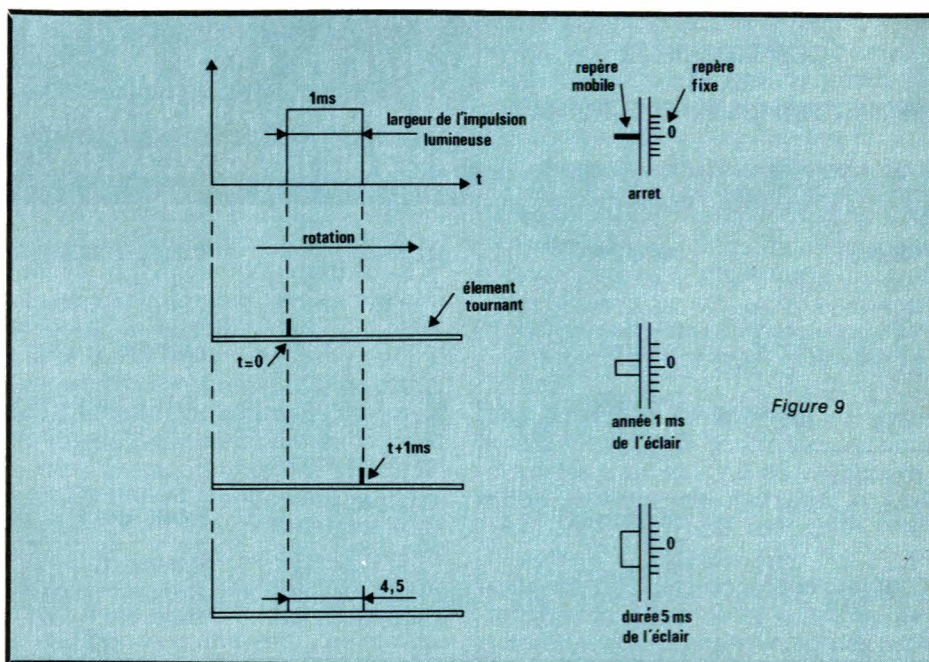 1ms
largeur de l'impulsion
lumineuse
t
repère
mobile
repère
fixe
0
arret
rotation
élement
tournant
t=0
0
année 1 ms
de l'éclair
Figure 9
t+1ms
4,5
0
durée 5 ms
de l'éclair